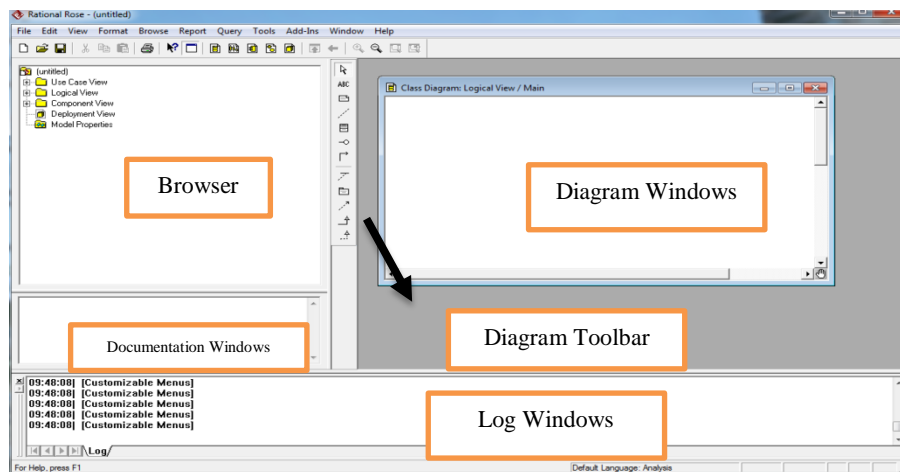 Rational Rose - (untitled)
File Edit View Format Browse Report Query Tools Add-Ins Window Help
(untitled)
Use Case View
Logical View
Component View
Deployment View
Model Properties
ABC
Class Diagram: Logical View / Main
Browser
Diagram Windows
Documentation Windows
Diagram Toolbar
09:48:08| [Customizable Menus]
09:48:08| [Customizable Menus]
09:48:08| [Customizable Menus]
09:48:08| [Customizable Menus]
09:48:08| [Customizable Menus]
Log Windows
Log
For Help, press F1
Default Language: Analysis